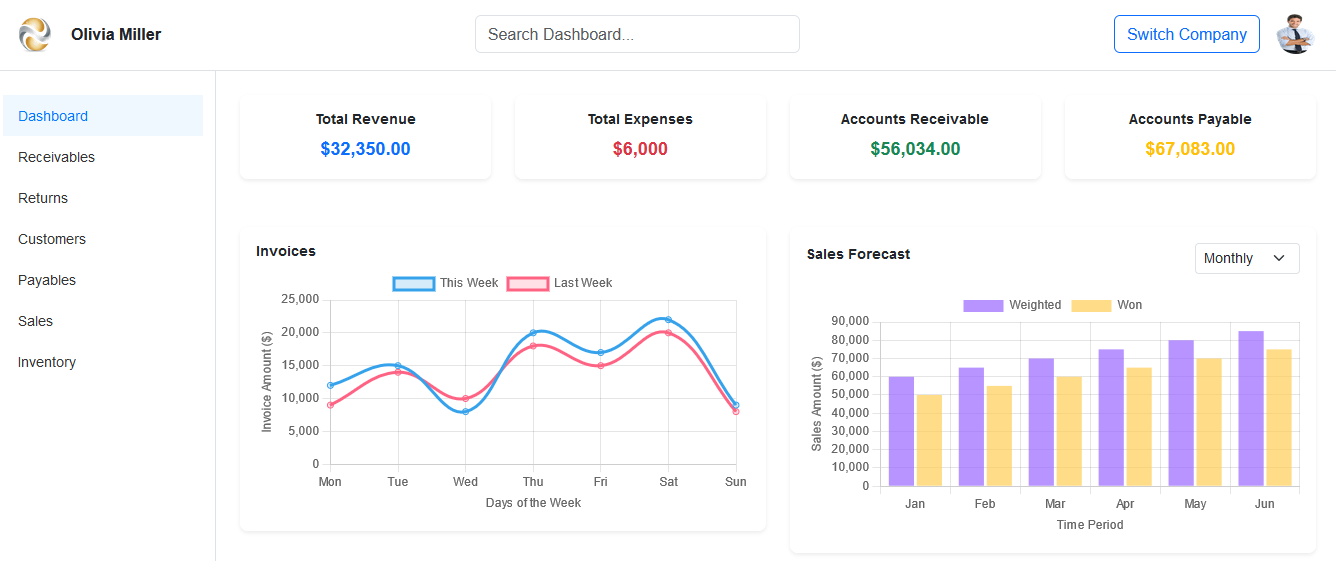 Olivia Miller
Search Dashboard...
Switch Company
Dashboard
Receivables
Returns
Customers
Payables
Sales
Inventory
Total Revenue
$32,350.00
Total Expenses
$6,000
Accounts Receivable
$56,034.00
Accounts Payable
$67,083.00
Invoices
This Week Last Week
25,000
20,000
15,000
10,000
5,000
0
Invoice Amount ($)
Mon Tue Wed Thu Fri Sat Sun
Days of the Week
Sales Forecast
Monthly
Weighted Won
90,000
80,000
70,000
60,000
50,000
40,000
30,000
20,000
10,000
0
Sales Amount ($)
Jan Feb Mar Apr May Jun
Time Period